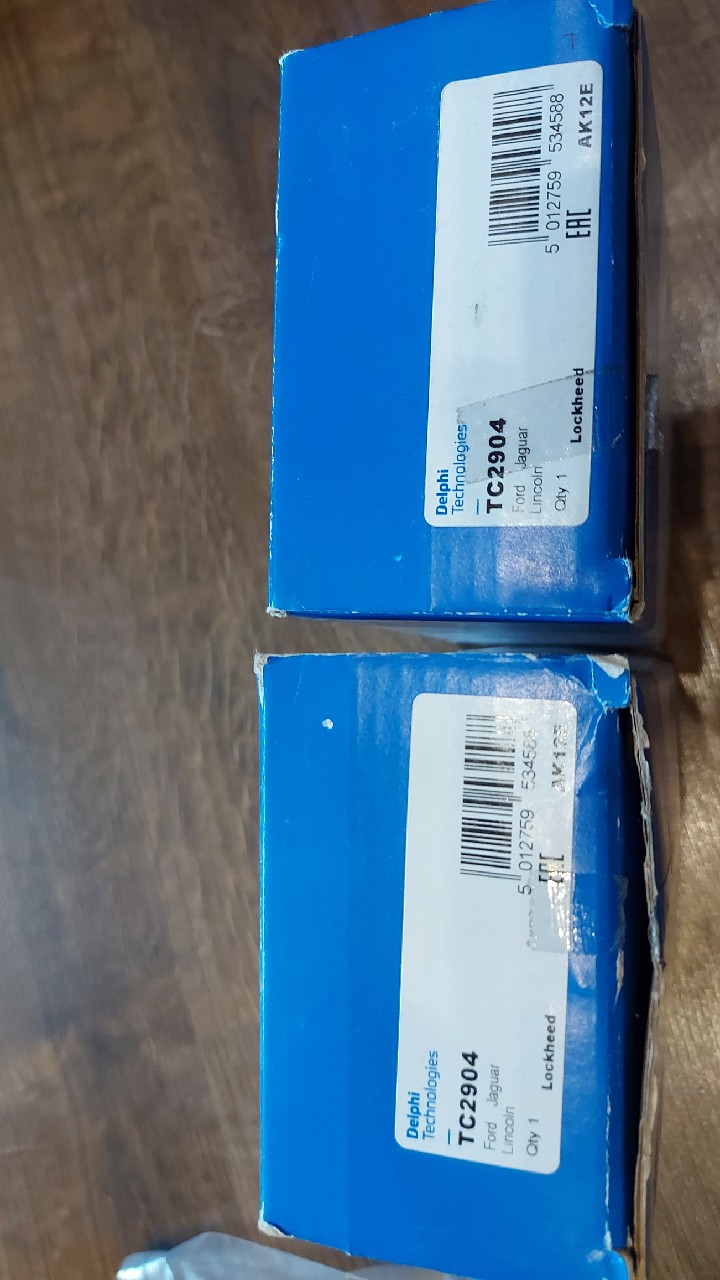 Delphi
Technologies
TC2904
Ford Jaguar
Lincoln
Qty 1
Lockheed
5 012759 534588
EAC
AK12E
Delphi
Technologies
TC2904
Ford Jaguar
Lincoln
Qty 1
Lockheed
5 012759 534588
EAC